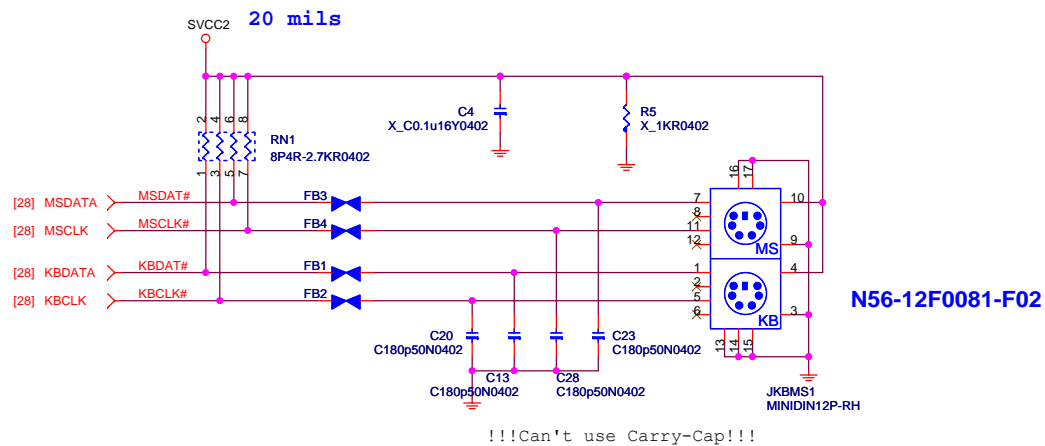 20 mils
SVCC2
C4
X_C0.1u16Y0402
R5
X_1KR0402
2 4 6 8
RN1
8P4R-2.7KR0402
1 3 5 7
16 17
[28] MSDATA MSDAT# FB3 7 10
8
[28] MSCLK MSCLK# FB4 11
12 MS 9
[28] KBDATA KBDAT# FB1 1 4
2
[28] KBCLK KBCLK# FB2 5
6 KB 3
N56-12F0081-F02
13 14 15
C20
C180p50N0402
C23
C180p50N0402
C13
C180p50N0402
C28
C180p50N0402
JKBMS1
MINIDIN12P-RH
!!!Can't use Carry-Cap!!!